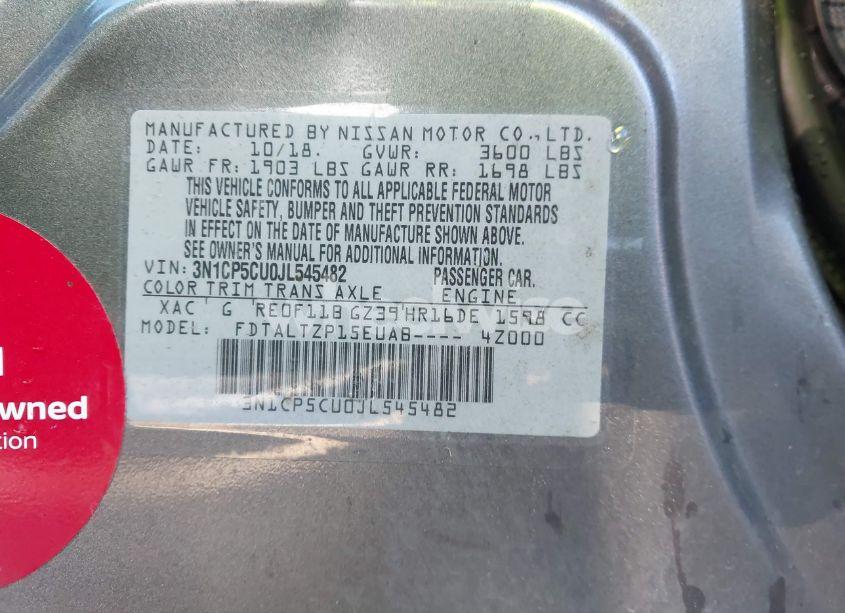 MANUFACTURED BY NISSAN MOTOR CO.,LTD.
DATE: 10/18. GVWR: 3600 LBS
GAWR FR: 1903 LBS GAWR RR: 1698 LBS
THIS VEHICLE CONFORMS TO ALL APPLICABLE FEDERAL MOTOR
VEHICLE SAFETY, BUMPER AND THEFT PREVENTION STANDARDS
IN EFFECT ON THE DATE OF MANUFACTURE SHOWN ABOVE.
SEE OWNER'S MANUAL FOR ADDITIONAL INFORMATION.
VIN: 3N1CP5CU0JL545482 PASSENGER CAR.
COLOR TRIM TRANS AXLE ENGINE
XAC G RE0F11B GZ39 HR16DE 1598 CC
MODEL: FDTALTZP15EUAB---- 4Z000
3N1CP5CU0JL545482
wned
tion